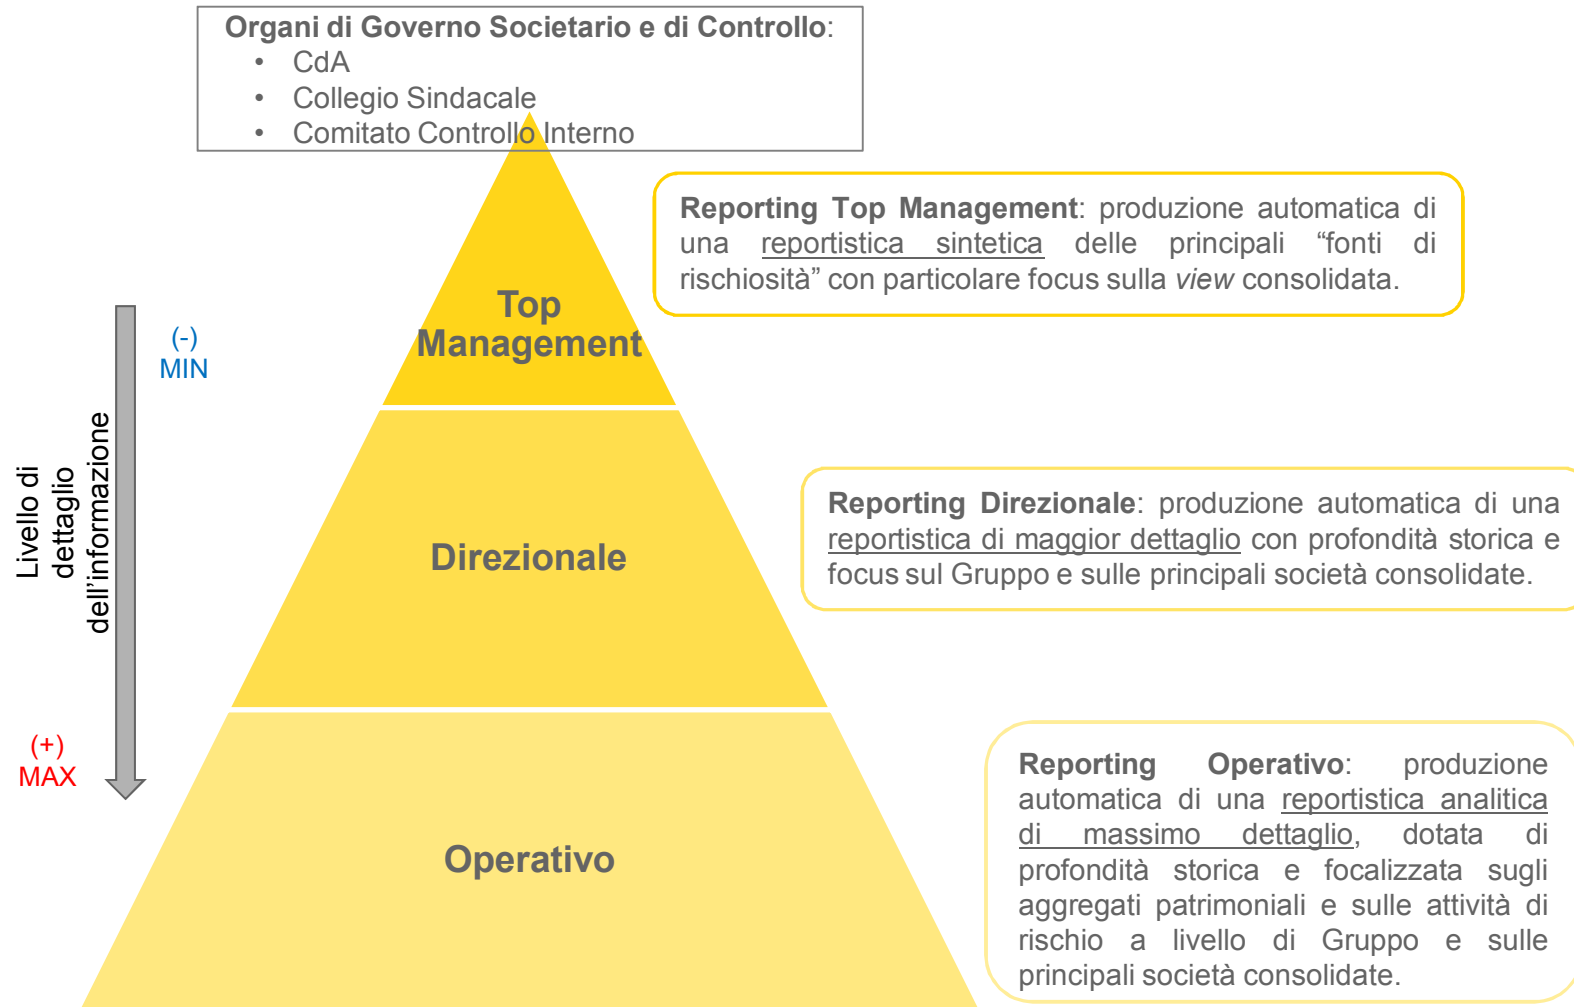 Organi di Governo Societario e di Controllo:
• CdA
• Collegio Sindacale
• Comitato Controllo Interno
Reporting Top Management: produzione automatica di
una reportistica sintetica delle principali “fonti di
rischiosità” con particolare focus sulla view consolidata.
Top
Management
(-)
MIN
Livello di
dettaglio
dell’informazione
Reporting Direzionale: produzione automatica di una
reportistica di maggior dettaglio con profondità storica e
focus sul Gruppo e sulle principali società consolidate.
Direzionale
(+)
MAX
Reporting Operativo: produzione
automatica di una reportistica analitica
di massimo dettaglio, dotata di
profondità storica e focalizzata sugli
aggregati patrimoniali e sulle attività di
rischio a livello di Gruppo e sulle
principali società consolidate.
Operativo